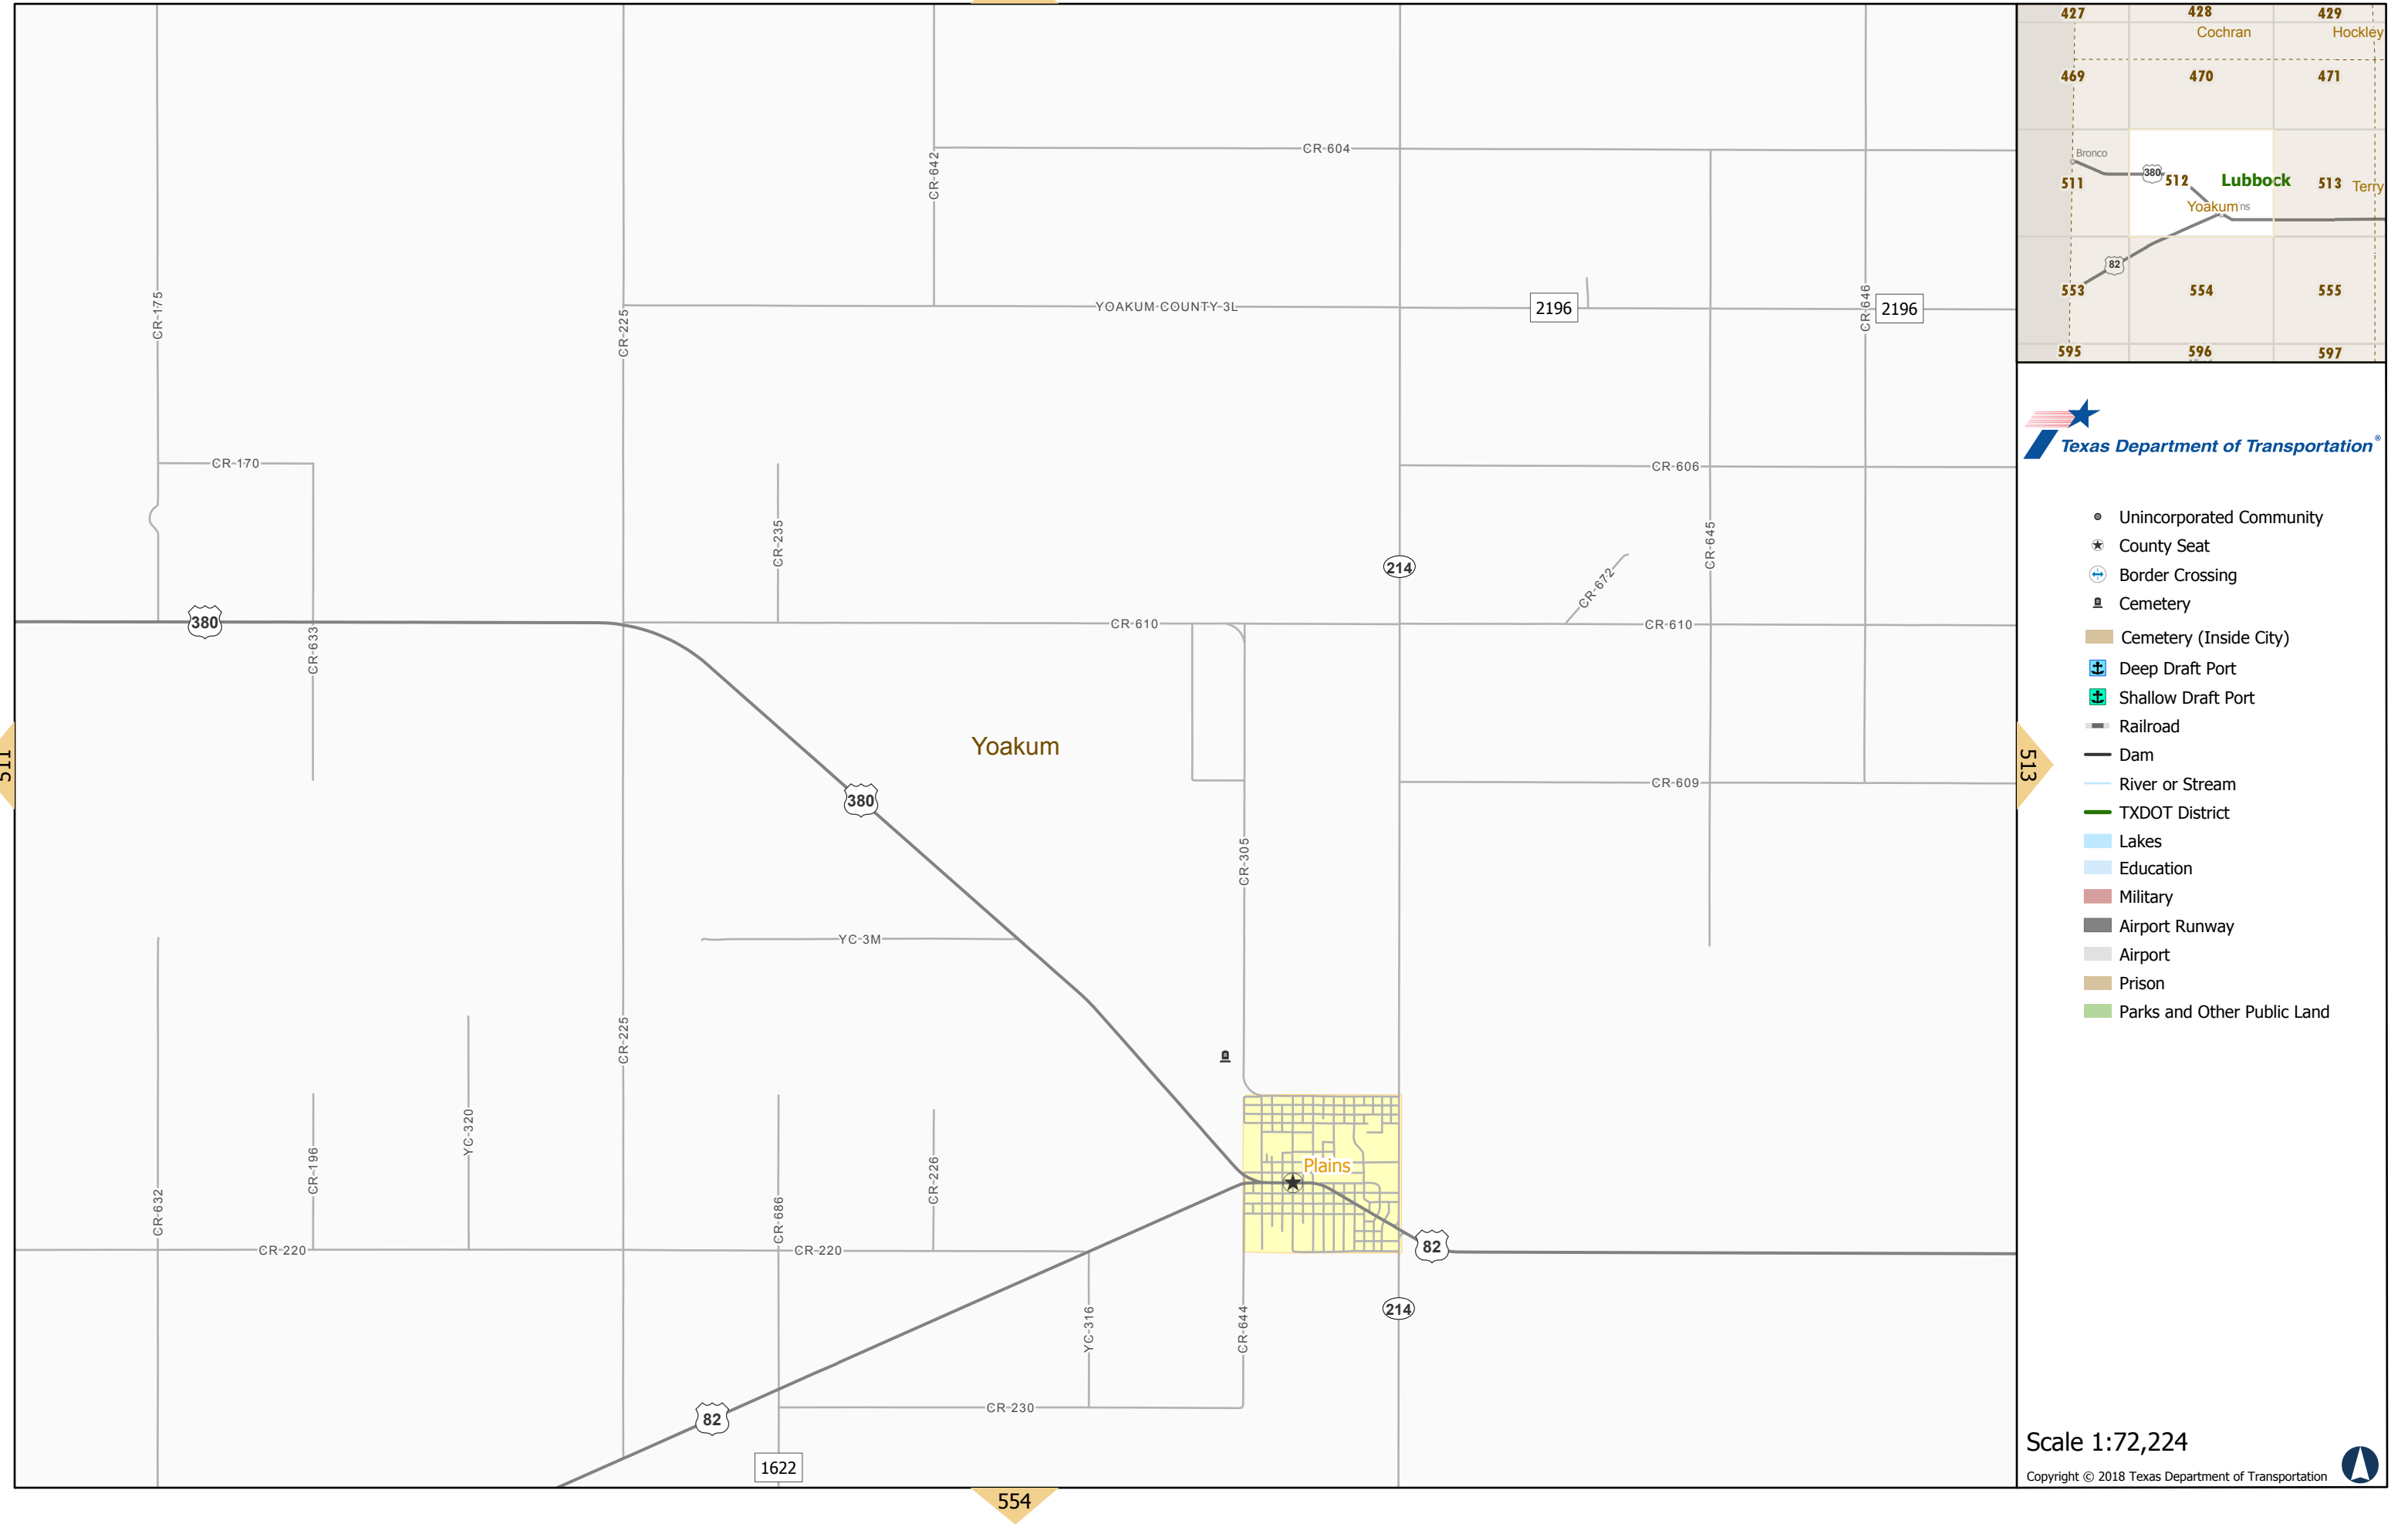 CR-604
CR-642
CR-175
CR-225
YOAKUM COUNTY 3L
2196
CR-646
2196
CR-170
CR-606
CR-235
CR-645
214
CR-672
380
CR-633
CR-610
CR-610
Yoakum
511
380
CR-609
513
CR-305
YC-3M
CR-225
YC-320
CR-196
CR-226
Plains
CR-632
CR-686
CR-220
CR-220
82
YC-316
CR-644
214
CR-230
82
1622
554
427
428
429
Cochran
Hockley
469
470
471
Bronco
380
511
512
Lubbock
513
Terry
Yoakum
ns
82
553
554
555
595
596
597
Texas Department of Transportation®
Unincorporated Community
County Seat
Border Crossing
Cemetery
Cemetery (Inside City)
Deep Draft Port
Shallow Draft Port
Railroad
Dam
River or Stream
TXDOT District
Lakes
Education
Military
Airport Runway
Airport
Prison
Parks and Other Public Land
Scale 1:72,224
Copyright © 2018 Texas Department of Transportation